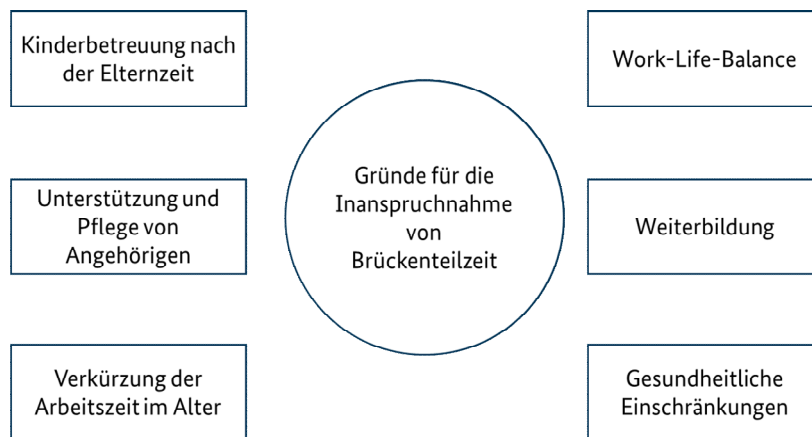 Kinderbetreuung nach
der Elternzeit
Unterstützung und
Pflege von
Angehörigen
Verkürzung der
Arbeitszeit im Alter
Gründe für die
Inanspruchnahme
von
Brückenteilzeit
Work-Life-Balance
Weiterbildung
Gesundheitliche
Einschränkungen